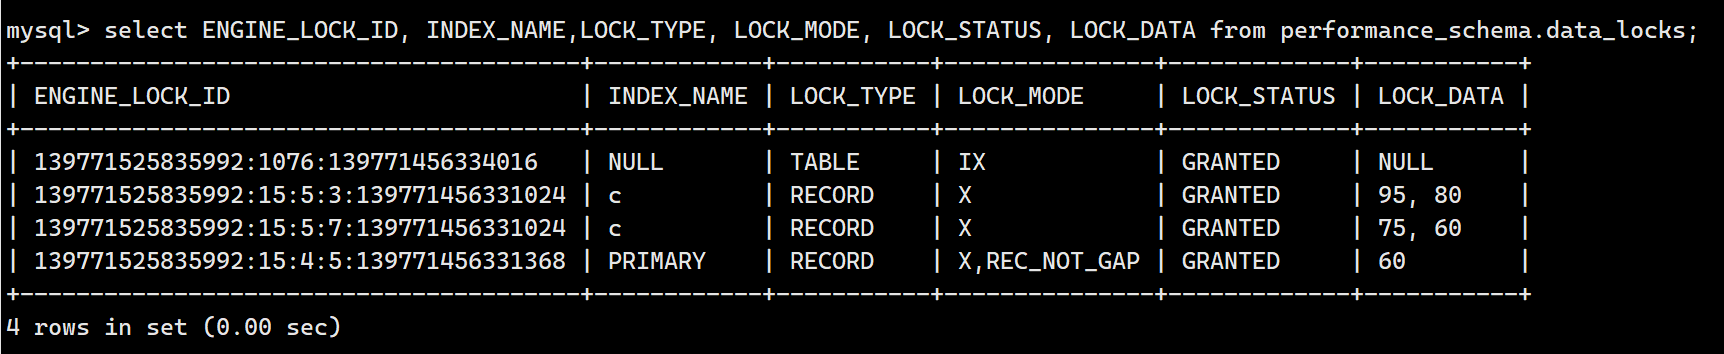 mysql> select ENGINE_LOCK_ID, INDEX_NAME,LOCK_TYPE, LOCK_MODE, LOCK_STATUS, LOCK_DATA from performance_schema.data_locks;
+----------------------------------------+------------+-----------+---------------+-------------+-----------+
| ENGINE_LOCK_ID                         | INDEX_NAME | LOCK_TYPE | LOCK_MODE     | LOCK_STATUS | LOCK_DATA |
+----------------------------------------+------------+-----------+---------------+-------------+-----------+
| 139771525835992:1076:139771456334016   | NULL       | TABLE     | IX            | GRANTED     | NULL      |
| 139771525835992:15:5:3:139771456331024 | c          | RECORD    | X             | GRANTED     | 95, 80    |
| 139771525835992:15:5:7:139771456331024 | c          | RECORD    | X             | GRANTED     | 75, 60    |
| 139771525835992:15:4:5:139771456331368 | PRIMARY    | RECORD    | X,REC_NOT_GAP | GRANTED     | 60        |
+----------------------------------------+------------+-----------+---------------+-------------+-----------+
4 rows in set (0.00 sec)